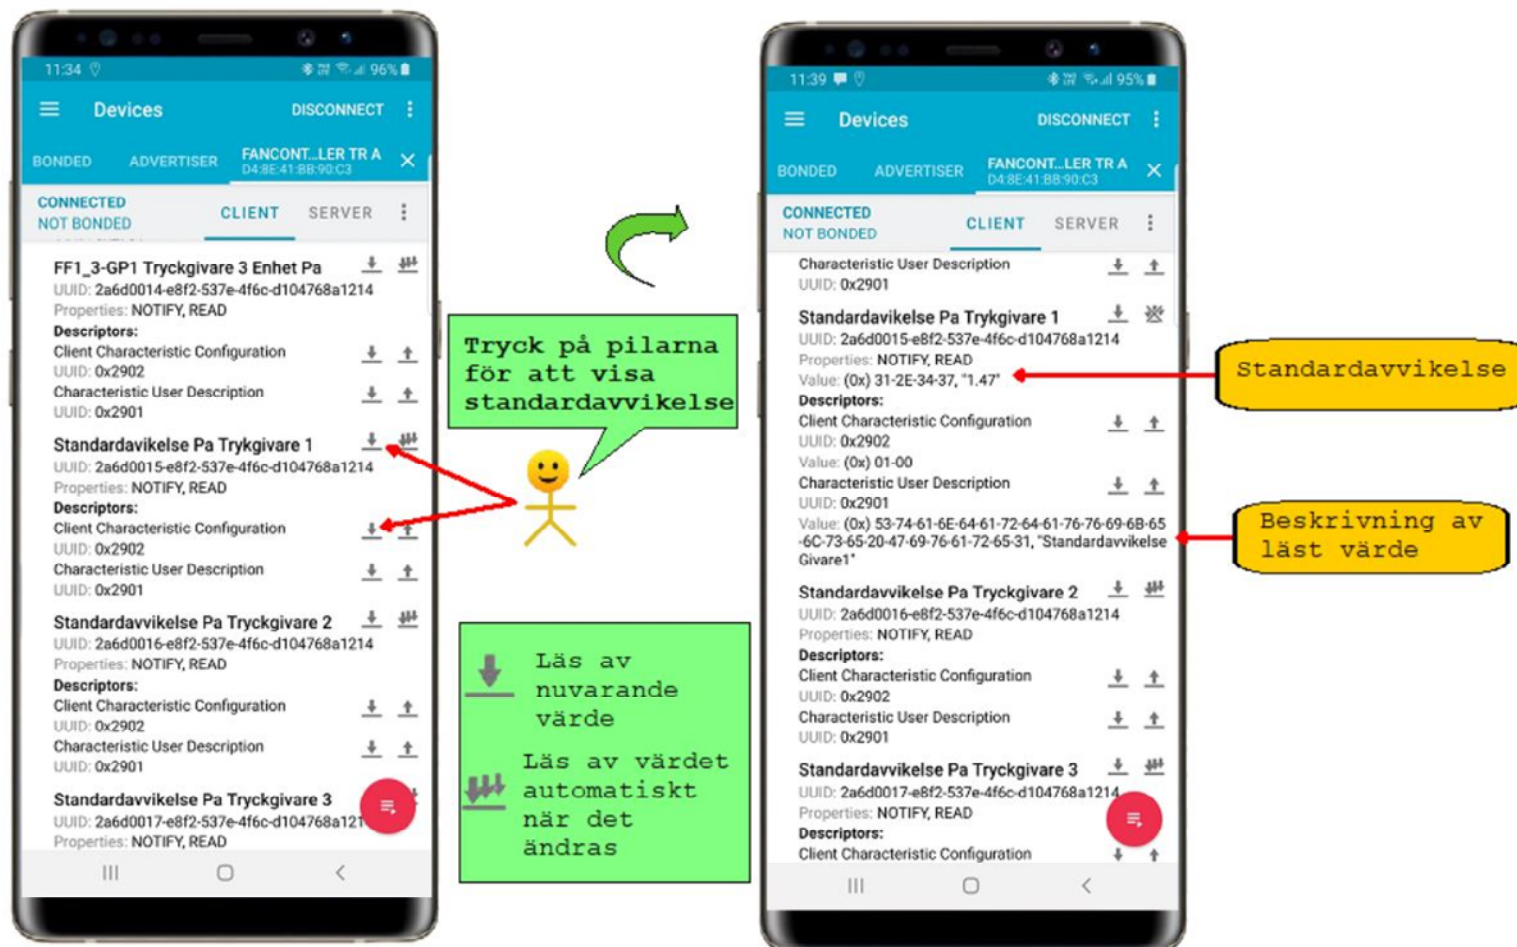 11:34
96%
Devices
DISCONNECT
BONDED
ADVERTISER
FANCONT...LER TR A
D4:8E:41:BB:90:C3
CONNECTED
NOT BONDED
CLIENT
SERVER
FF1_3-GP1 Tryckgivare 3 Enhet Pa
UUID: 2a6d0014-e8f2-537e-4f6c-d104768a1214
Properties: NOTIFY, READ
Descriptors:
Client Characteristic Configuration
UUID: 0x2902
Characteristic User Description
UUID: 0x2901
Standardavikelse Pa Trykgivare 1
UUID: 2a6d0015-e8f2-537e-4f6c-d104768a1214
Properties: NOTIFY, READ
Descriptors:
Client Characteristic Configuration
UUID: 0x2902
Characteristic User Description
UUID: 0x2901
Standardavvikelse Pa Tryckgivare 2
UUID: 2a6d0016-e8f2-537e-4f6c-d104768a1214
Properties: NOTIFY, READ
Descriptors:
Client Characteristic Configuration
UUID: 0x2902
Characteristic User Description
UUID: 0x2901
Standardavvikelse Pa Tryckgivare 3
UUID: 2a6d0017-e8f2-537e-4f6c-d104768a121
Properties: NOTIFY, READ
Tryck på pilarna
för att visa
standardavvikelse
Läs av
nuvarande
värde
Läs av värdet
automatiskt
när det
ändras
11:39
95%
Devices
DISCONNECT
BONDED
ADVERTISER
FANCONT...LER TR A
D4:8E:41:BB:90:C3
CONNECTED
NOT BONDED
CLIENT
SERVER
Characteristic User Description
UUID: 0x2901
Standardavikelse Pa Trykgivare 1
UUID: 2a6d0015-e8f2-537e-4f6c-d104768a1214
Properties: NOTIFY, READ
Value: (0x) 31-2E-34-37, "1.47"
Descriptors:
Client Characteristic Configuration
UUID: 0x2902
Value: (0x) 01-00
Characteristic User Description
UUID: 0x2901
Value: (0x) 53-74-61-6E-64-61-72-64-61-76-76-69-6B-65
-6C-73-65-20-47-69-76-61-72-65-31, "Standardavvikelse
Givare1"
Standardavvikelse Pa Tryckgivare 2
UUID: 2a6d0016-e8f2-537e-4f6c-d104768a1214
Properties: NOTIFY, READ
Descriptors:
Client Characteristic Configuration
UUID: 0x2902
Characteristic User Description
UUID: 0x2901
Standardavvikelse Pa Tryckgivare 3
UUID: 2a6d0017-e8f2-537e-4f6c-d104768a1214
Properties: NOTIFY, READ
Descriptors:
Client Characteristic Configuration
Standardavvikelse
Beskrivning av
läst värde